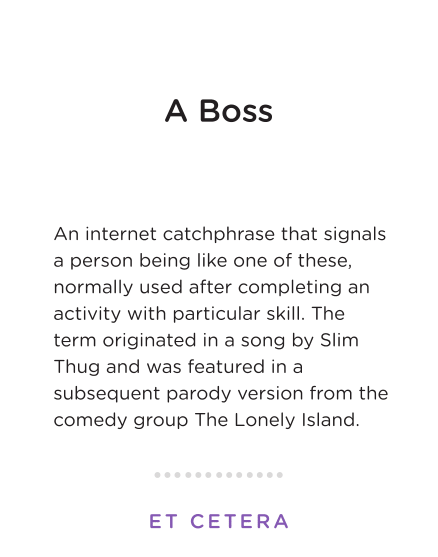 A Boss
An internet catchphrase that signals
a person being like one of these,
normally used after completing an
activity with particular skill. The
term originated in a song by Slim
Thug and was featured in a
subsequent parody version from the
comedy group The Lonely Island.
ET CETERA